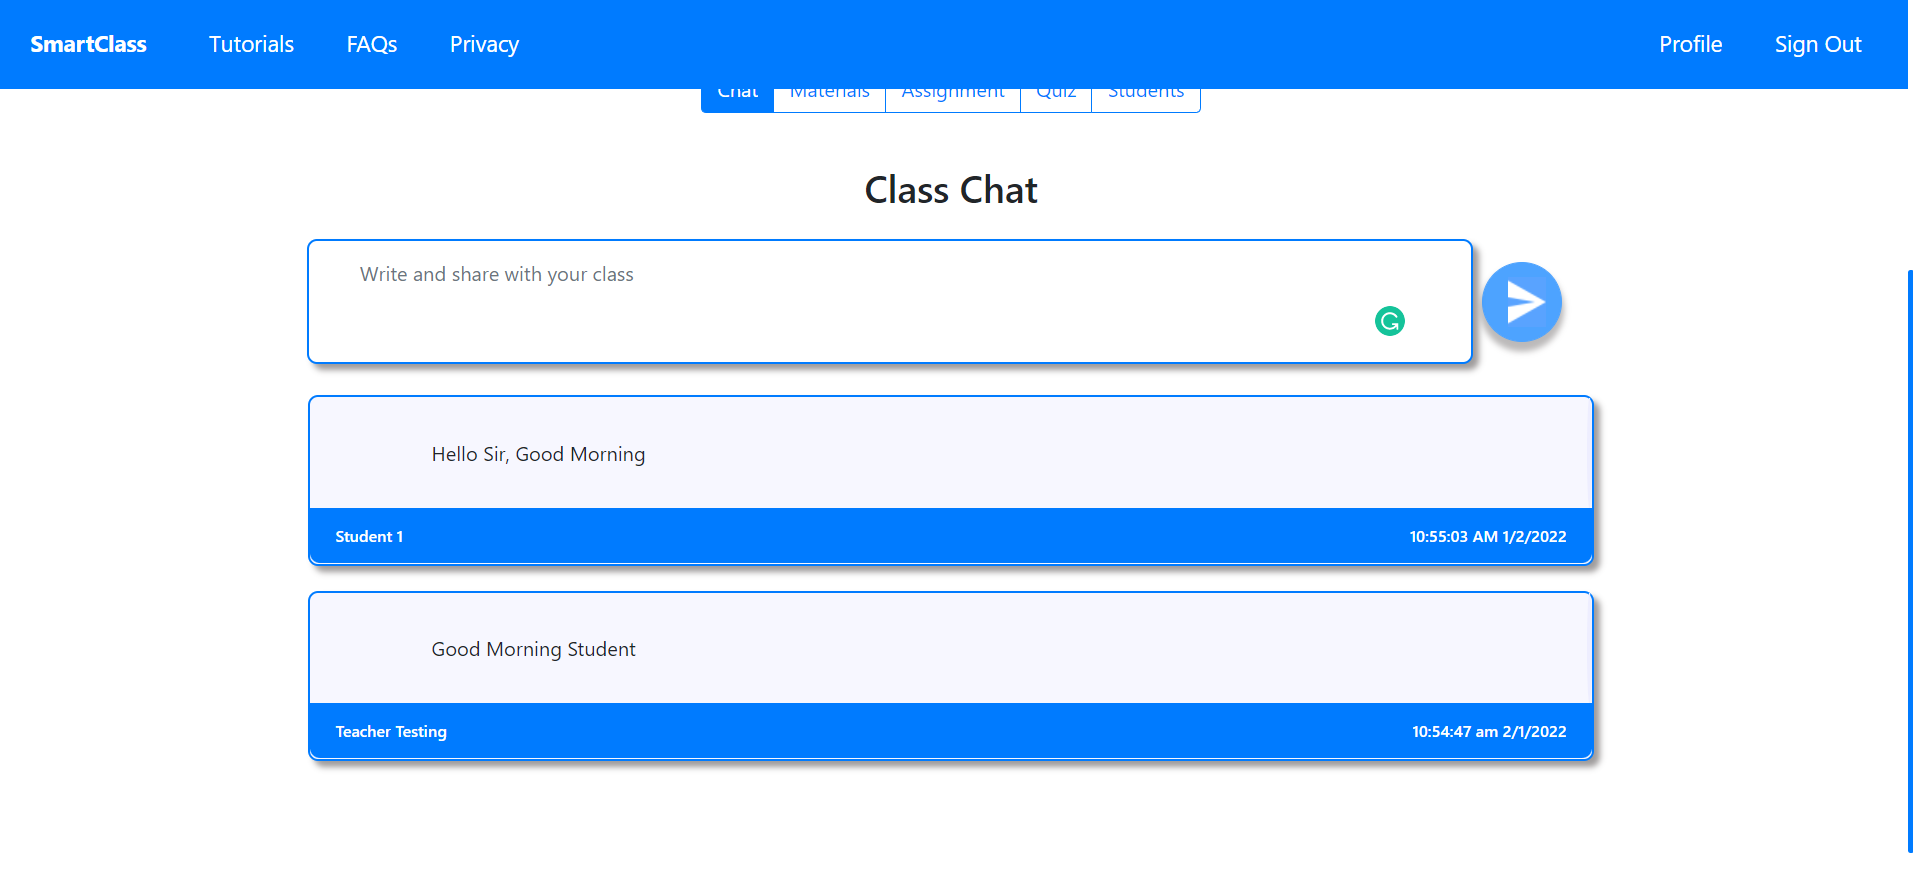 SmartClass Tutorials FAQs Privacy Profile Sign Out
Chat Materials Assignment Quiz Students
Class Chat
Write and share with your class
Hello Sir, Good Morning
Student 1 10:55:03 AM 1/2/2022
Good Morning Student
Teacher Testing 10:54:47 am 2/1/2022